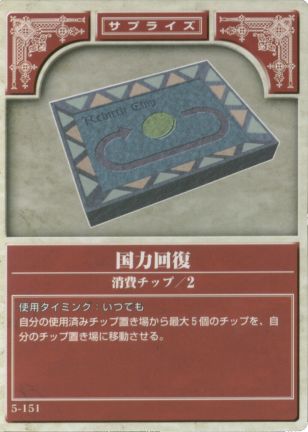 サプライズ
Rebirth Chip
国力回復
消費チップ／2
使用タイミング：いつでも
自分の使用済みチップ置き場から最大5個のチップを、自
分のチップ置き場に移動させる。
5-151